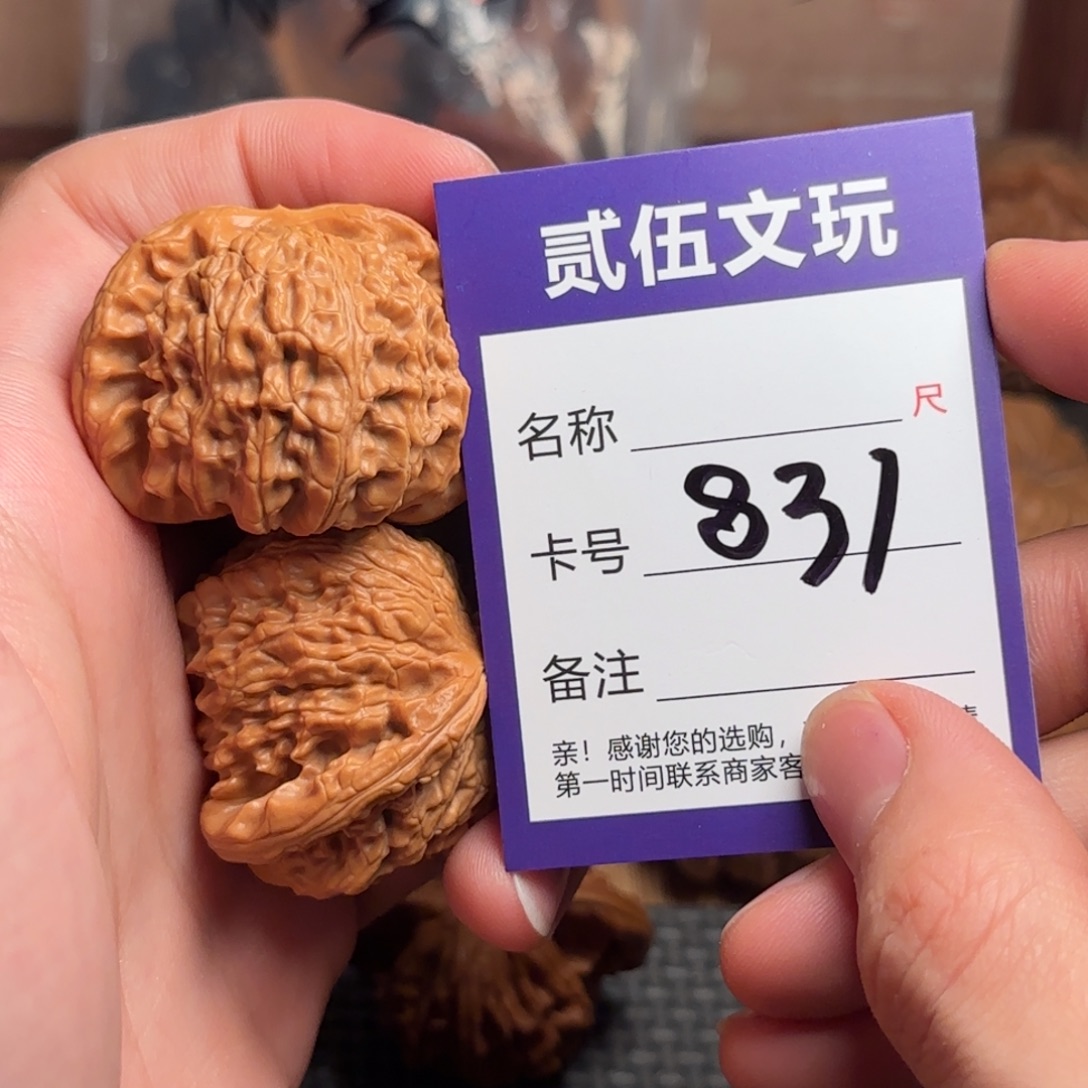 贰伍文玩
名称 尺
卡号 831
备注
亲！感谢您的选购，
第一时间联系商家客